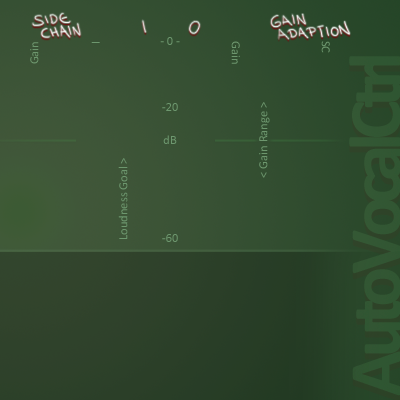 SIDE
CHAIN
I
O
GAIN
ADAPTION
Gain
I
- 0 -
Gain
SC
-20
dB
< Gain Range >
Loudness Goal >
-60
AutoVocalCtrl